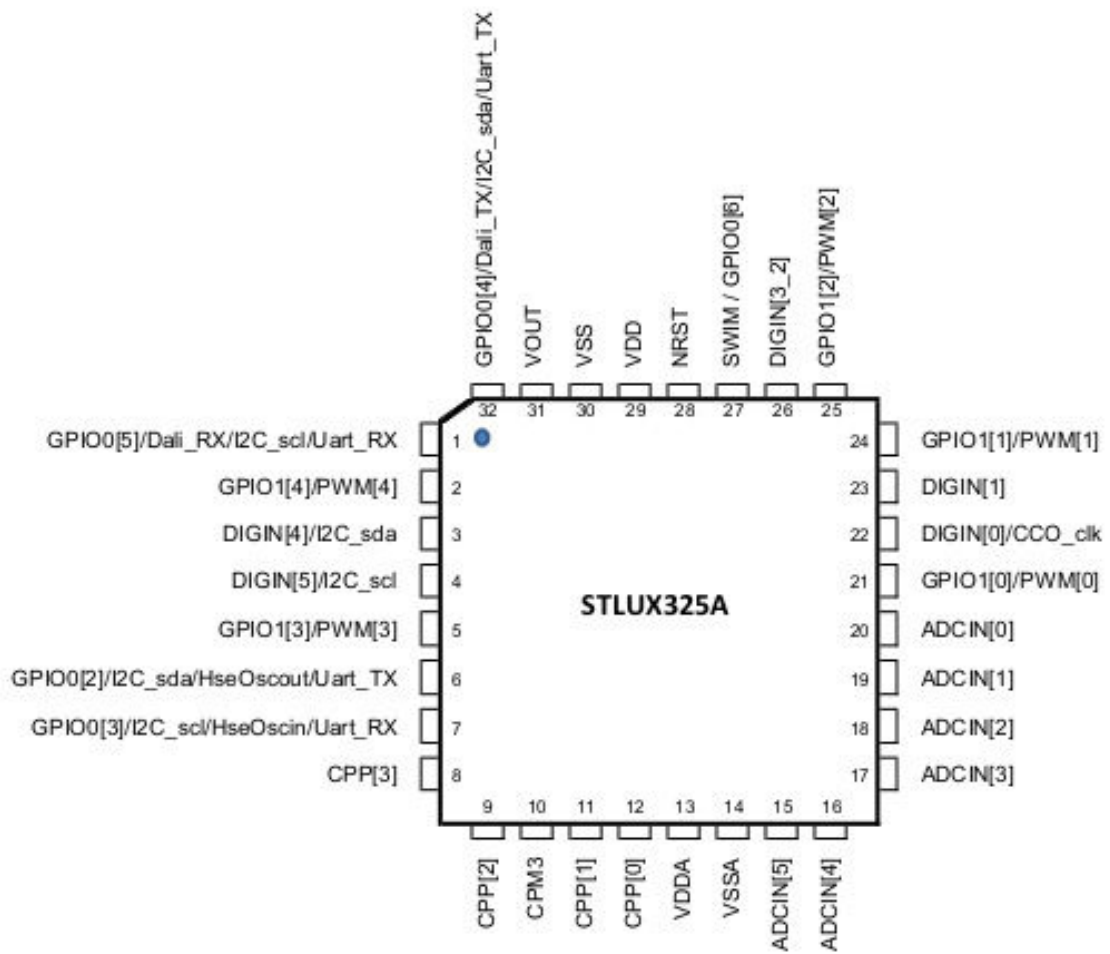 GPIO0[4]/Dali_TX/I2C_sda/Uart_TX
VOUT
VSS
VDD
NRST
SWIM / GPIO0[6]
DIGIN[3_2]
GPIO1[2]/PWM[2]
32 31 30 29 28 27 26 25
GPIO0[5]/Dali_RX/I2C_scl/Uart_RX 1
GPIO1[4]/PWM[4] 2
DIGIN[4]/I2C_sda 3
DIGIN[5]/I2C_scl 4
GPIO1[3]/PWM[3] 5
GPIO0[2]/I2C_sda/HseOscout/Uart_TX 6
GPIO0[3]/I2C_scl/HseOscin/Uart_RX 7
CPP[3] 8
STLUX325A
24 GPIO1[1]/PWM[1]
23 DIGIN[1]
22 DIGIN[0]/CCO_clk
21 GPIO1[0]/PWM[0]
20 ADCIN[0]
19 ADCIN[1]
18 ADCIN[2]
17 ADCIN[3]
9 10 11 12 13 14 15 16
CPP[2]
CPM3
CPP[1]
CPP[0]
VDDA
VSSA
ADCIN[5]
ADCIN[4]